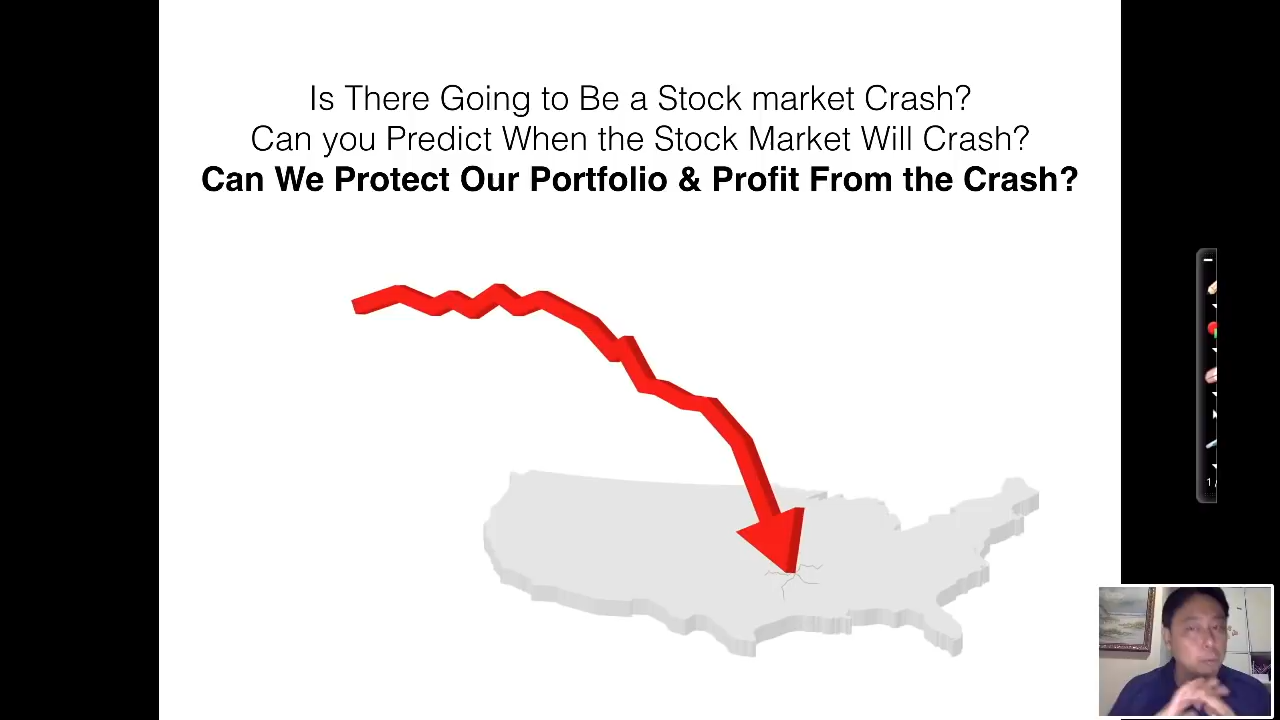 Is There Going to Be a Stock market Crash?
Can you Predict When the Stock Market Will Crash?
Can We Protect Our Portfolio & Profit From the Crash?
1 /